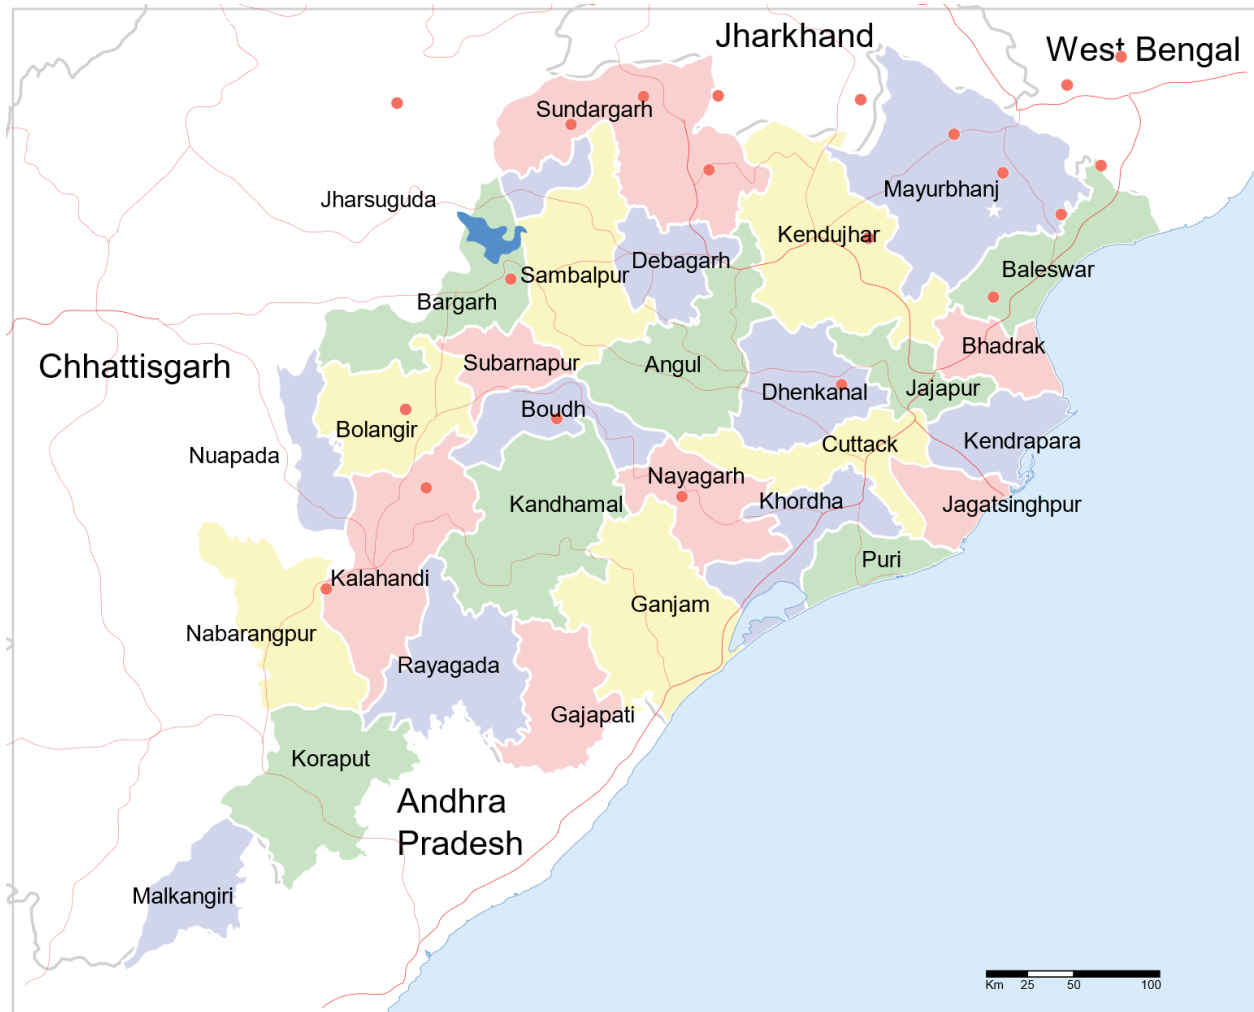 Jharkhand
West Bengal
Sundargarh
Jharsuguda
Mayurbhanj
Kendujhar
Debagarh
Sambalpur
Baleswar
Bargarh
Bhadrak
Chhattisgarh
Subarnapur
Angul
Dhenkanal
Jajapur
Boudh
Bolangir
Cuttack
Kendrapara
Nuapada
Nayagarh
Kandhamal
Khordha
Jagatsinghpur
Puri
Kalahandi
Ganjam
Nabarangpur
Rayagada
Gajapati
Koraput
Andhra
Pradesh
Malkangiri
Km 25 50 100